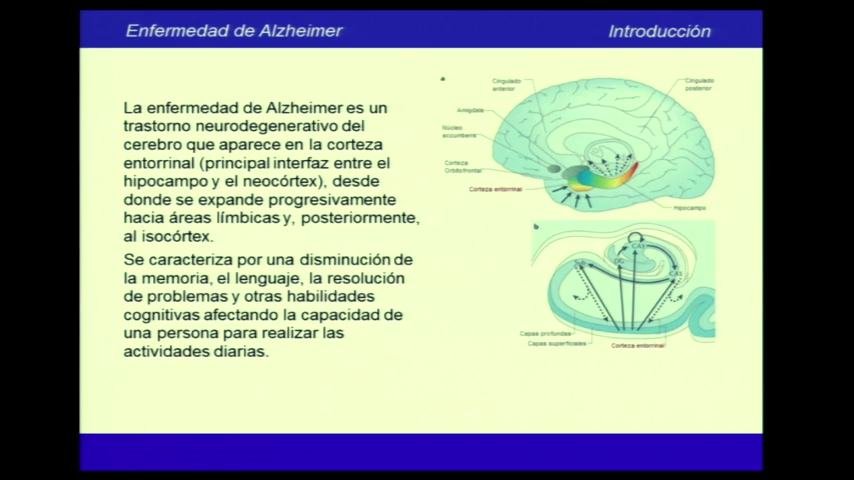 Enfermedad de Alzheimer
Introducción
La enfermedad de Alzheimer es un
trastorno neurodegenerativo del
cerebro que aparece en la corteza
entorrinal (principal interfaz entre el
hipocampo y el neocórtex), desde
donde se expande progresivamente
hacia áreas límbicas y, posteriormente,
al isocórtex.
Se caracteriza por una disminución de
la memoria, el lenguaje, la resolución
de problemas y otras habilidades
cognitivas afectando la capacidad de
una persona para realizar las
actividades diarias.
a
Cingulado
anterior
Cingulado
posterior
Amígdala
Núcleo
accumbens
Corteza
Orbitofrontal
Corteza entorrinal
Hipocampo
b
CA3
DG
CA1
Capas profundas
Capas superficiales
Corteza entorrinal